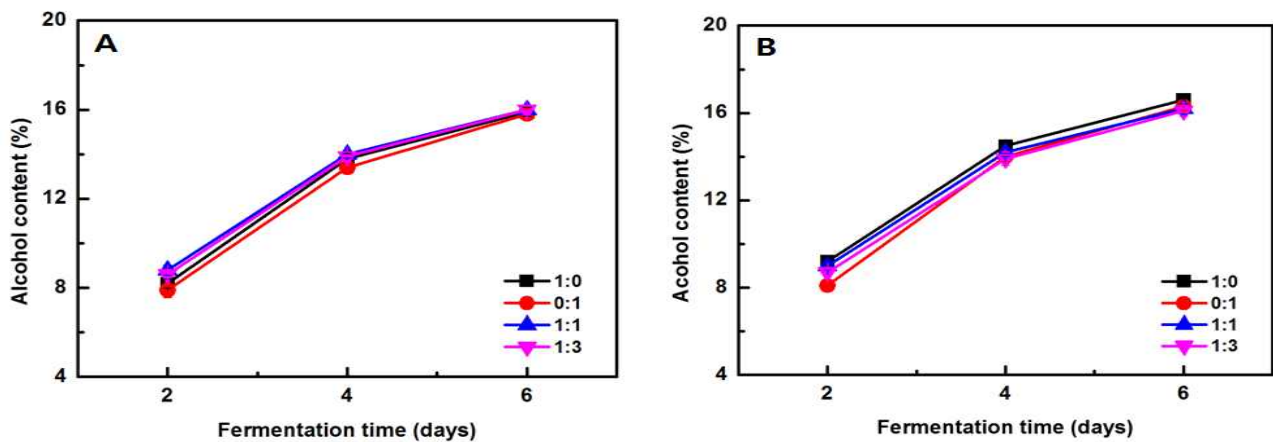 A
20
16
12
8
4
Alcohol content (%)
1:0
0:1
1:1
1:3
2 4 6
Fermentation time (days)
B
20
16
12
8
4
Acohol content (%)
1:0
0:1
1:1
1:3
2 4 6
Fermentation time (days)